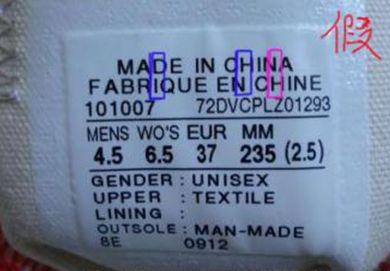 假
MADE IN CHINA
FABRIQUE EN CHINE
101007 72DVCPLZ01293
MENS WO'S EUR MM
4.5 6.5 37 235 (2.5)
GENDER : UNISEX
UPPER : TEXTILE
LINING :
OUTSOLE : MAN-MADE
8E 0912